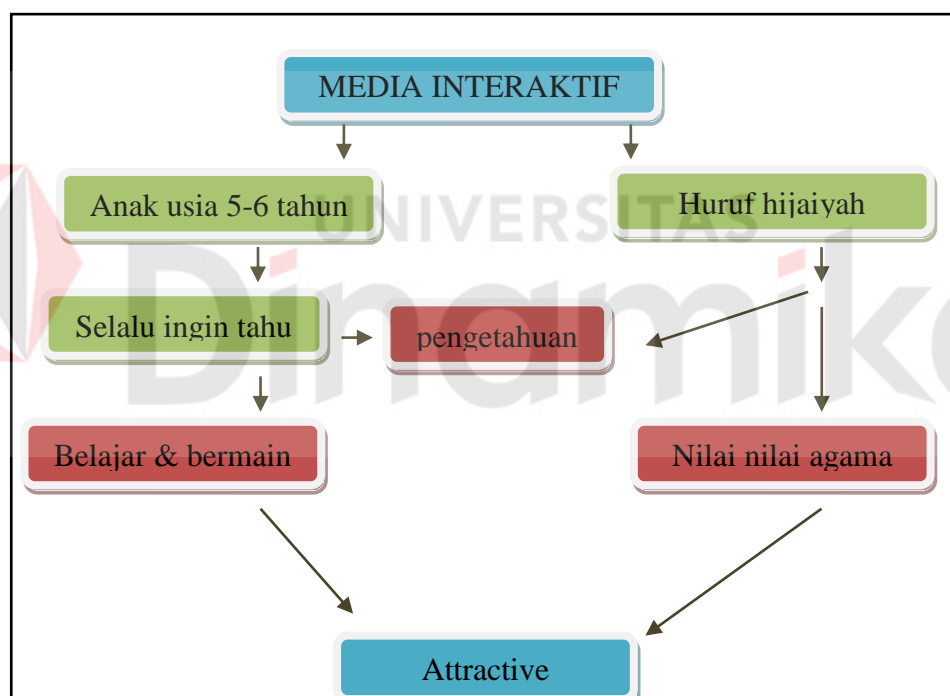 MEDIA INTERAKTIF
Anak usia 5-6 tahun
Huruf hijaiyah
UNIVERSITAS
Dinamika
Selalu ingin tahu
pengetahuan
Belajar & bermain
Nilai nilai agama
Attractive